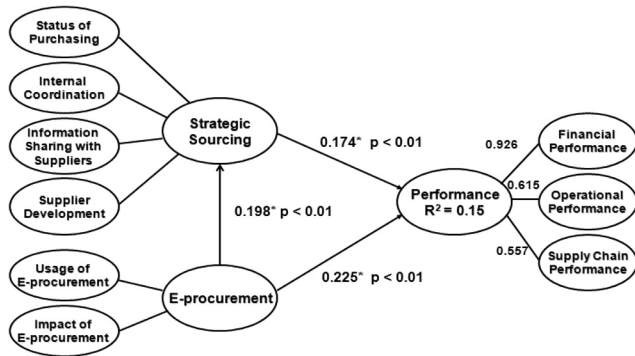 Status of
Purchasing
Internal
Coordination
Information
Sharing with
Suppliers
Supplier
Development
Usage of
E-procurement
Impact of
E-procurement
Strategic
Sourcing
E-procurement
0.174* p < 0.01
0.198* p < 0.01
0.225* p < 0.01
Performance
R² = 0.15
0.926
0.615
0.557
Financial
Performance
Operational
Performance
Supply Chain
Performance